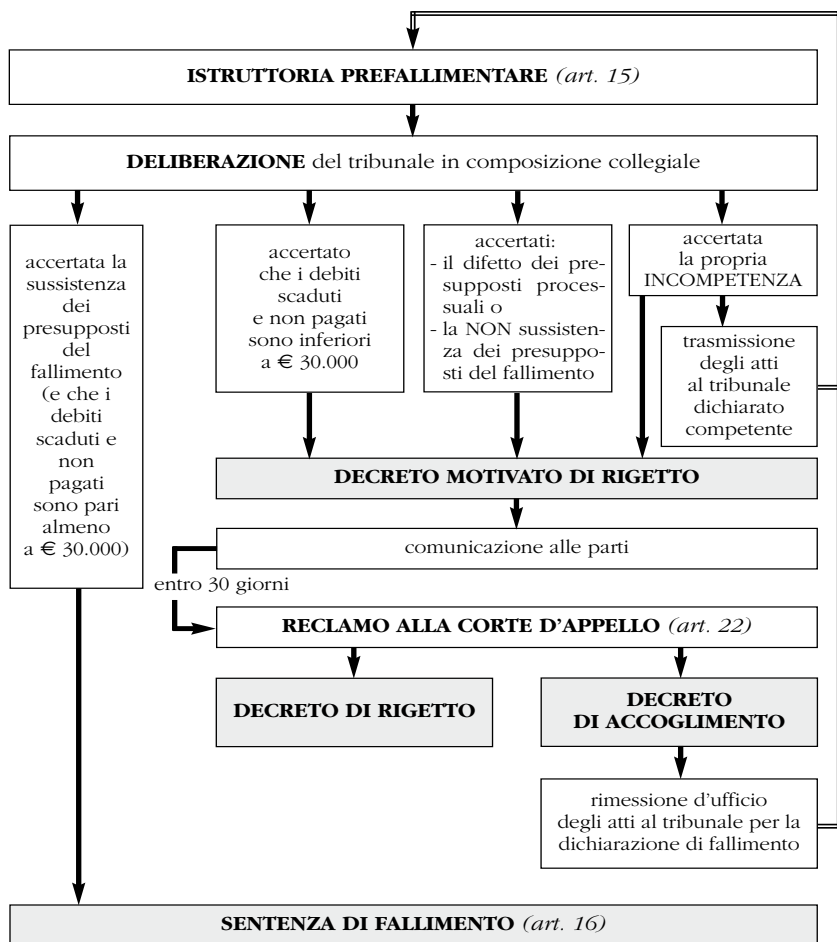 ISTRUTTORIA PREFALLIMENTARE (art. 15)
DELIBERAZIONE del tribunale in composizione collegiale
accertata la
sussistenza
dei
presupposti
del
fallimento
(e che i
debiti
scaduti e
non
pagati
sono pari
almeno
a € 30.000)
accertato
che i debiti
scaduti
e non pagati
sono inferiori
a € 30.000
accertati:
- il difetto dei pre-
supposti proces-
suali o
- la NON sussisten-
za dei presuppo-
sti del fallimento
accertata
la propria
INCOMPETENZA
trasmissione
degli atti
al tribunale
dichiarato
competente
DECRETO MOTIVATO DI RIGETTO
comunicazione alle parti
entro 30 giorni
RECLAMO ALLA CORTE D'APPELLO (art. 22)
DECRETO DI RIGETTO
DECRETO
DI ACCOGLIMENTO
rimessione d'ufficio
degli atti al tribunale per la
dichiarazione di fallimento
SENTENZA DI FALLIMENTO (art. 16)